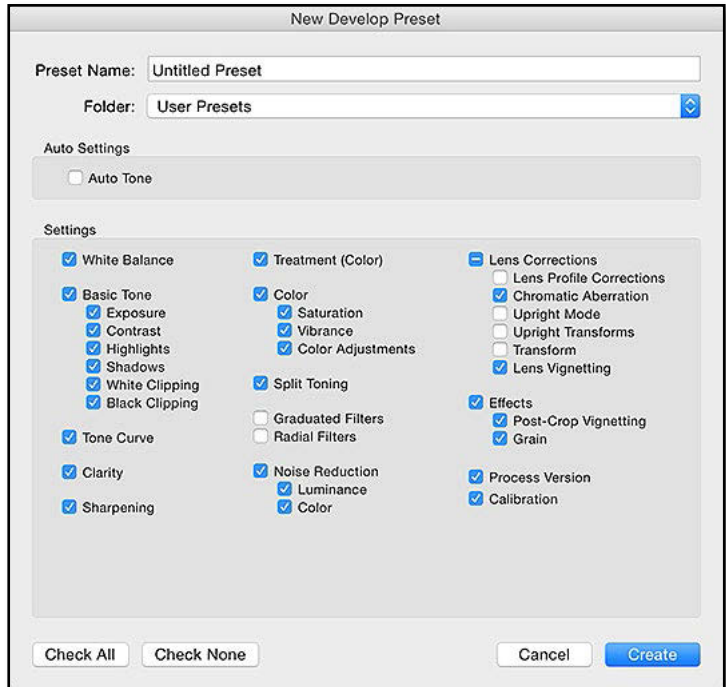 New Develop Preset
Preset Name: Untitled Preset
Folder: User Presets
Auto Settings
Auto Tone
Settings
White Balance
Basic Tone
Exposure
Contrast
Highlights
Shadows
White Clipping
Black Clipping
Tone Curve
Clarity
Sharpening
Treatment (Color)
Color
Saturation
Vibrance
Color Adjustments
Split Toning
Graduated Filters
Radial Filters
Noise Reduction
Luminance
Color
Lens Corrections
Lens Profile Corrections
Chromatic Aberration
Upright Mode
Upright Transforms
Transform
Lens Vignetting
Effects
Post-Crop Vignetting
Grain
Process Version
Calibration
Check All Check None Cancel Create